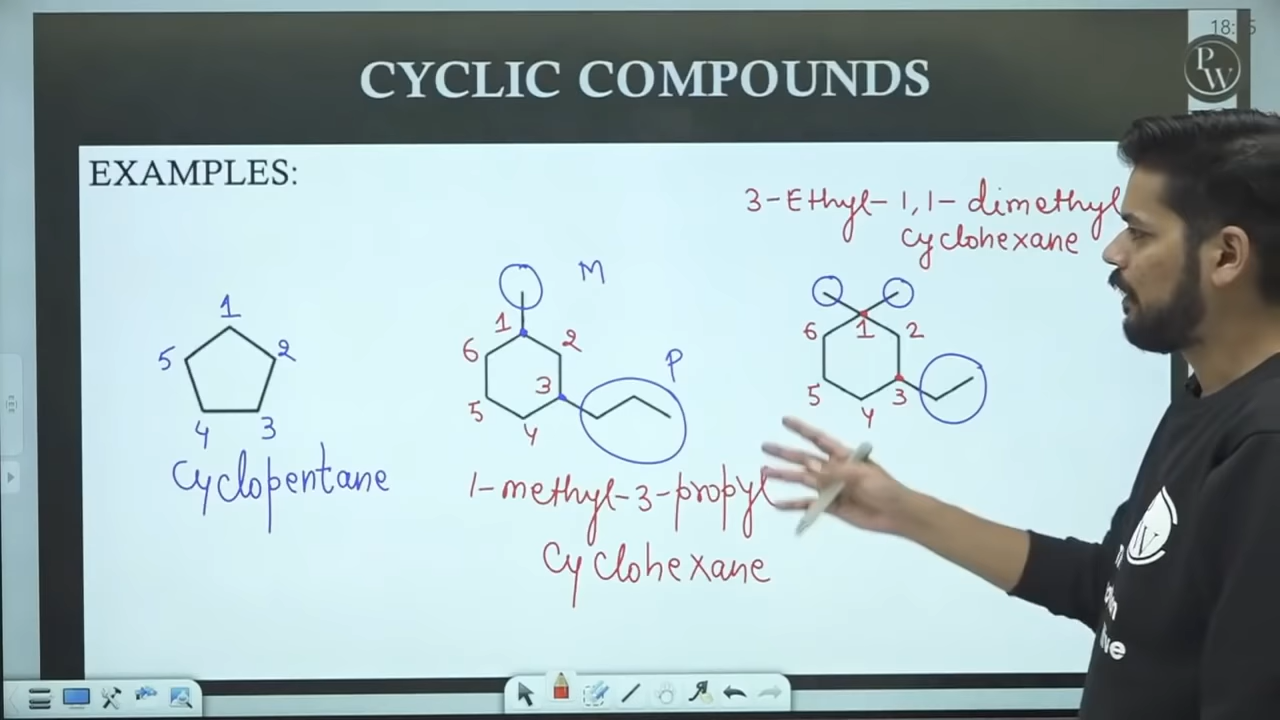 CYCLIC COMPOUNDS
PW
EXAMPLES:
3-Ethyl-1,1-dimethyl
cyclohexane
M
P
1
2
3
4
5
6
1
2
3
4
5
6
1
2
3
4
5
Cyclopentane
1-methyl-3-propyl
Cyclohexane